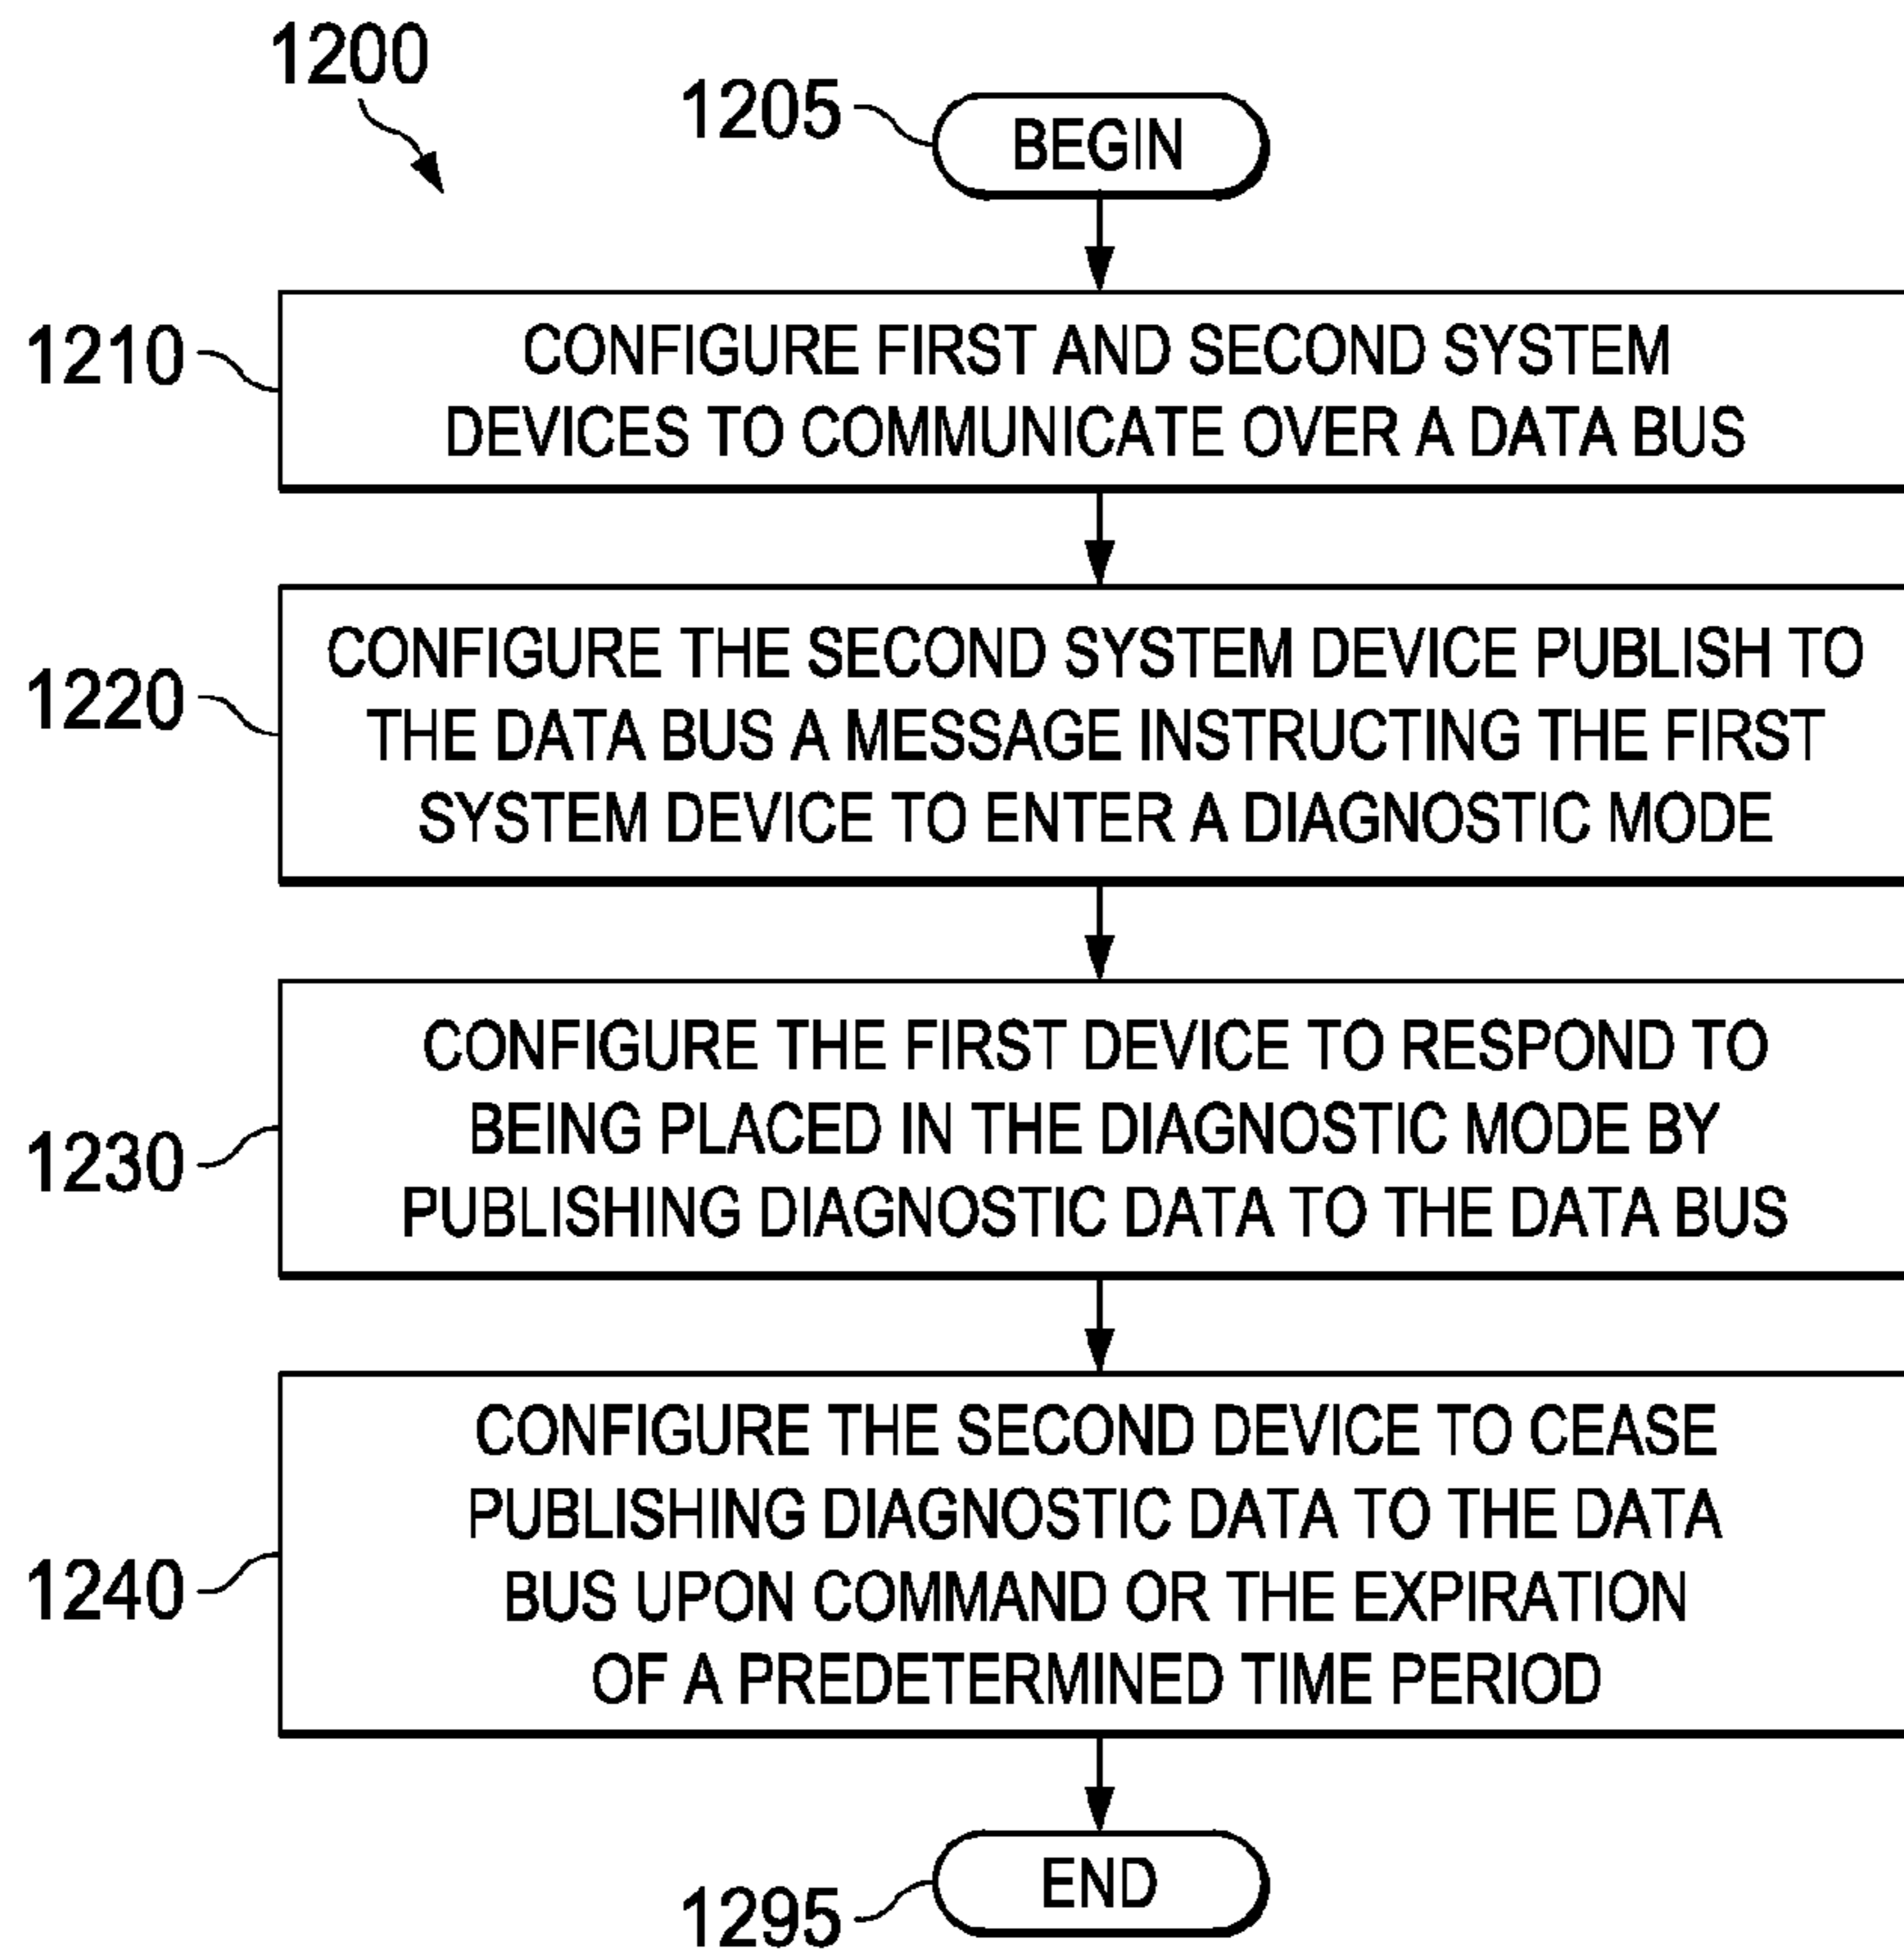 1200
1205
BEGIN
1210
CONFIGURE FIRST AND SECOND SYSTEM
DEVICES TO COMMUNICATE OVER A DATA BUS
1220
CONFIGURE THE SECOND SYSTEM DEVICE PUBLISH TO
THE DATA BUS A MESSAGE INSTRUCTING THE FIRST
SYSTEM DEVICE TO ENTER A DIAGNOSTIC MODE
1230
CONFIGURE THE FIRST DEVICE TO RESPOND TO
BEING PLACED IN THE DIAGNOSTIC MODE BY
PUBLISHING DIAGNOSTIC DATA TO THE DATA BUS
1240
CONFIGURE THE SECOND DEVICE TO CEASE
PUBLISHING DIAGNOSTIC DATA TO THE DATA
BUS UPON COMMAND OR THE EXPIRATION
OF A PREDETERMINED TIME PERIOD
1295
END